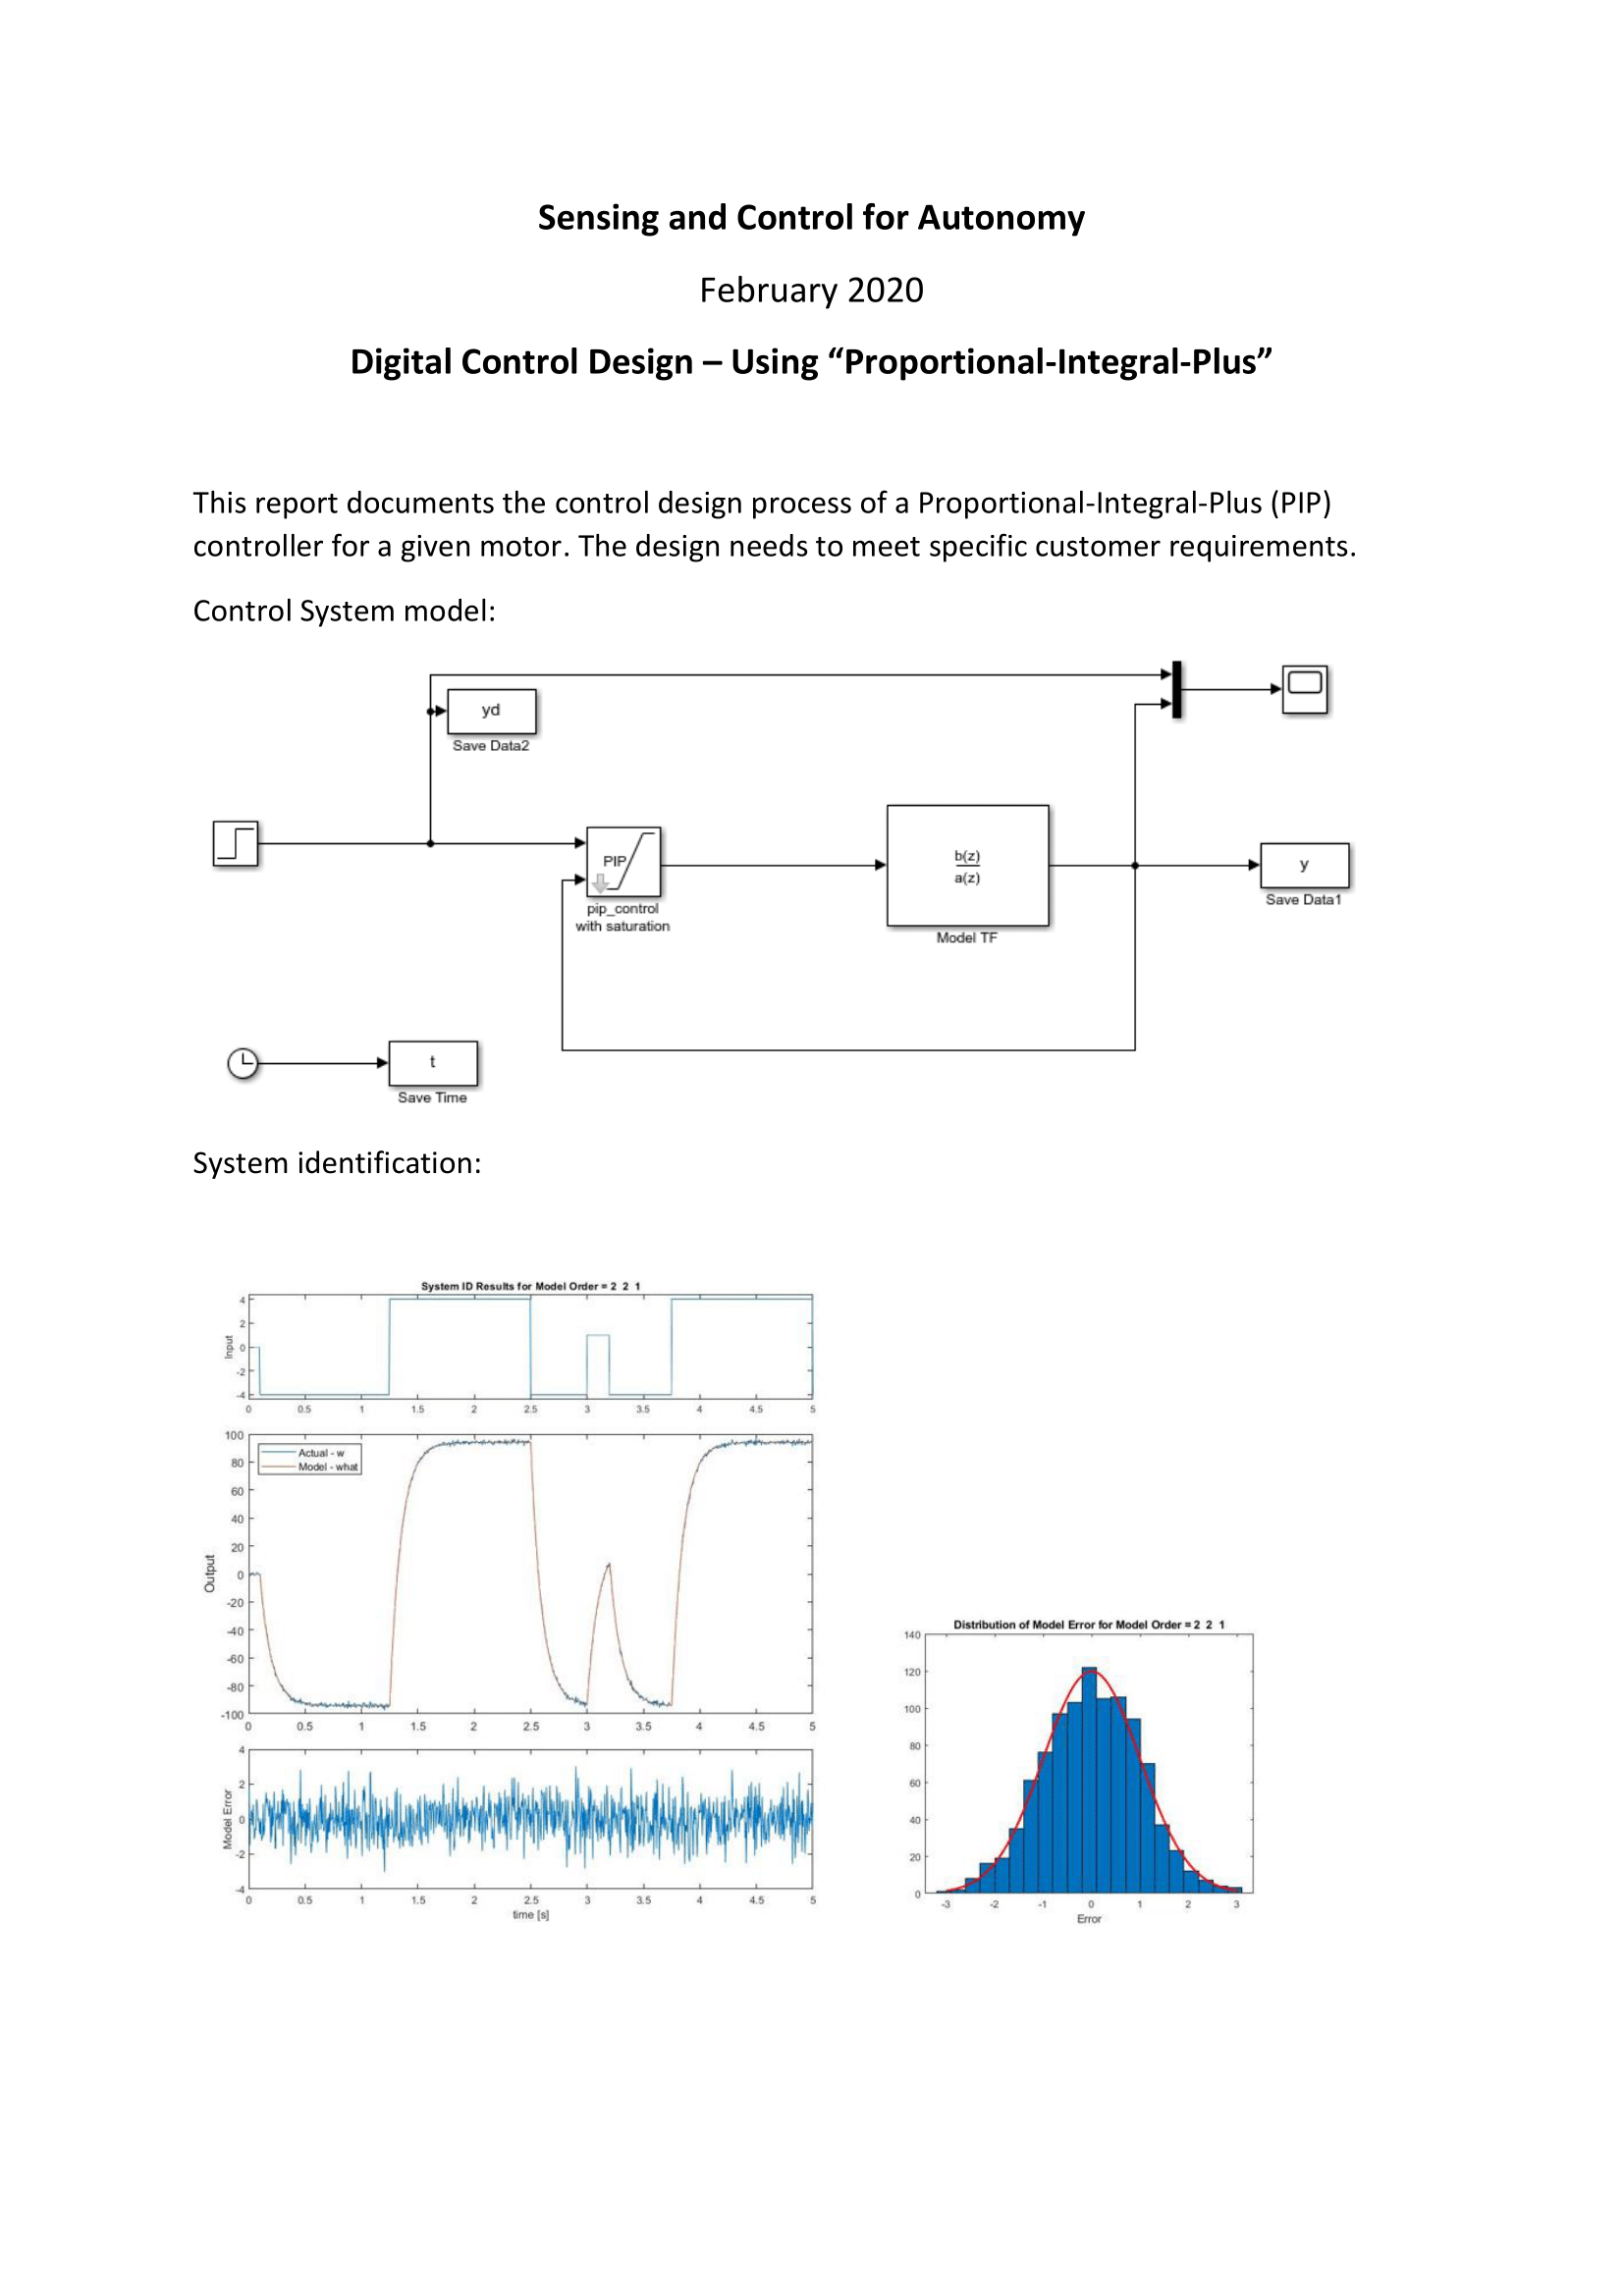 Sensing and Control for Autonomy
February 2020
Digital Control Design – Using “Proportional-Integral-Plus”
This report documents the control design process of a Proportional-Integral-Plus (PIP)
controller for a given motor. The design needs to meet specific customer requirements.
Control System model:
yd
Save Data2
PIP
pip_control
with saturation
b(z)
a(z)
Model TF
y
Save Data1
t
Save Time
System identification:
System ID Results for Model Order = 2 2 1
Input
4
2
0
-2
-4
0 0.5 1 1.5 2 2.5 3 3.5 4 4.5 5
Output
100
80
60
40
20
0
-20
-40
-60
-80
-100
Actual - w
Model - what
0 0.5 1 1.5 2 2.5 3 3.5 4 4.5 5
Model Error
4
2
0
-2
-4
0 0.5 1 1.5 2 2.5 3 3.5 4 4.5 5
time [s]
Distribution of Model Error for Model Order = 2 2 1
140
120
100
80
60
40
20
0
-3 -2 -1 0 1 2 3
Error